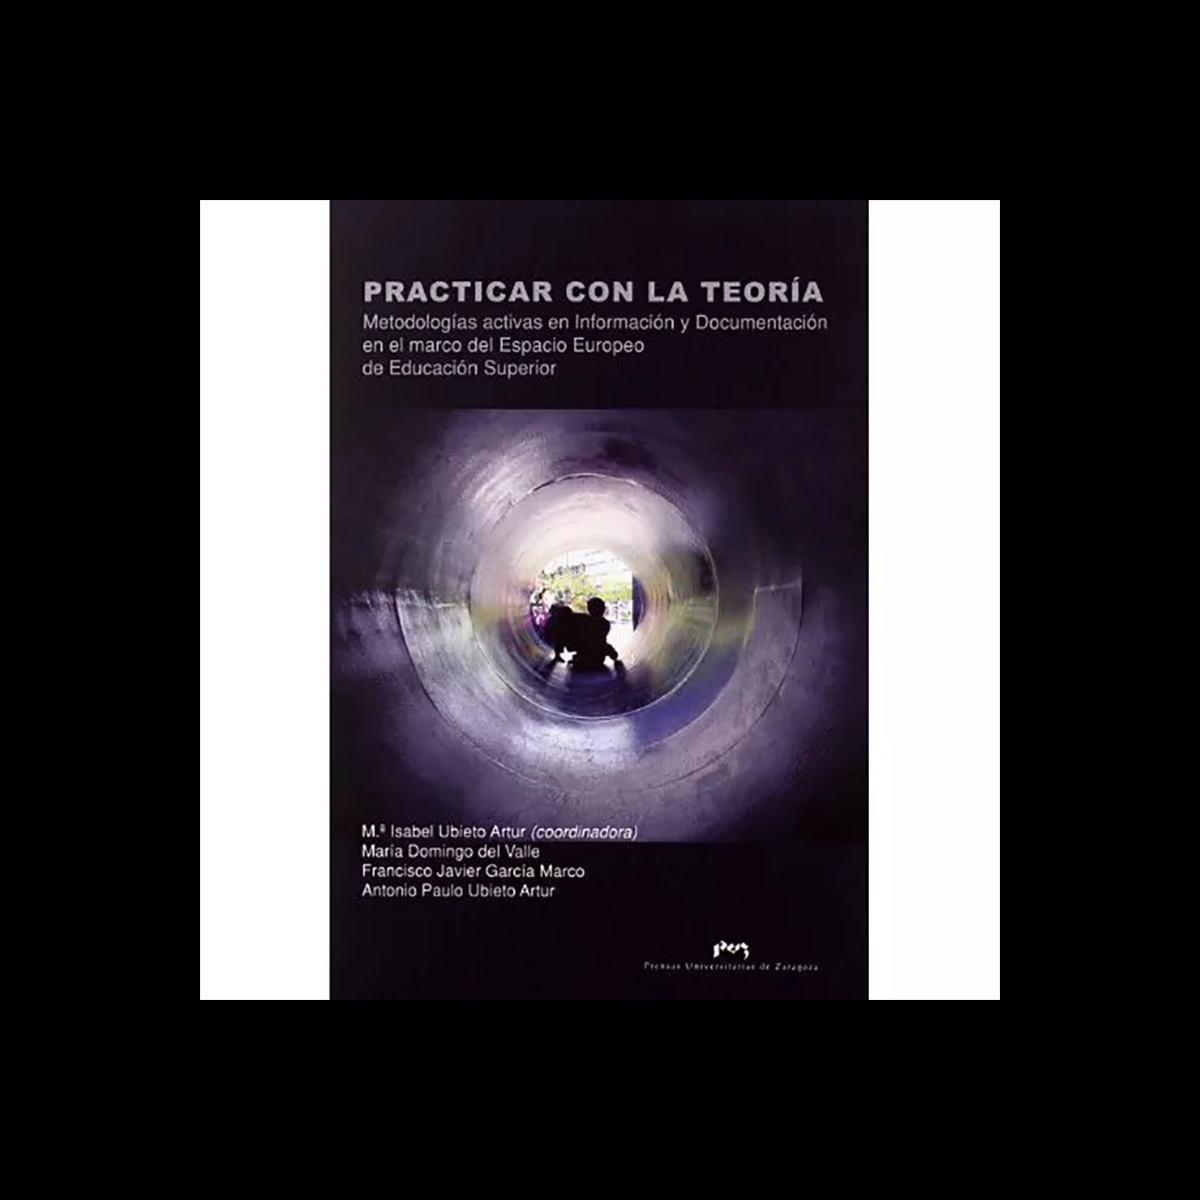 PRACTICAR CON LA TEORÍA
Metodologías activas en Información y Documentación
en el marco del Espacio Europeo
de Educación Superior
M.ª Isabel Ubieto Artur (coordinadora)
María Domingo del Valle
Francisco Javier García Marco
Antonio Paulo Ubieto Artur
puz
Prensas Universitarias de Zaragoza